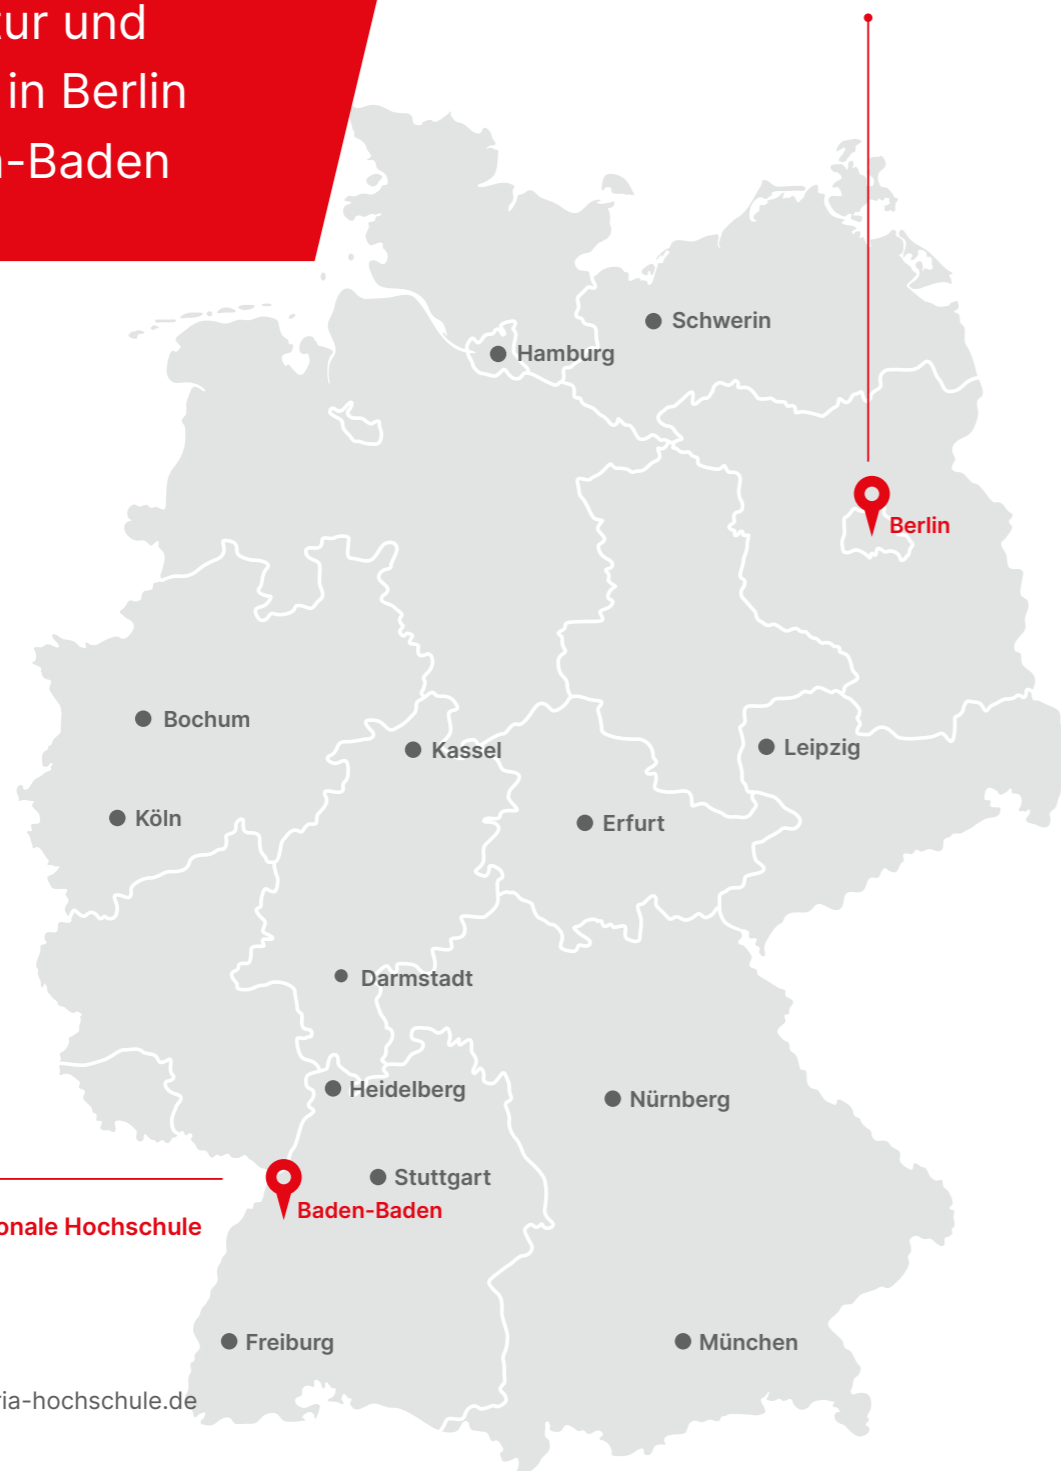 tur und
in Berlin
-Baden
Schwerin
Hamburg
Berlin
Bochum
Kassel
Leipzig
Köln
Erfurt
Darmstadt
Heidelberg
Nürnberg
Stuttgart
Baden-Baden
onale Hochschule
Freiburg
München
ria-hochschule.de